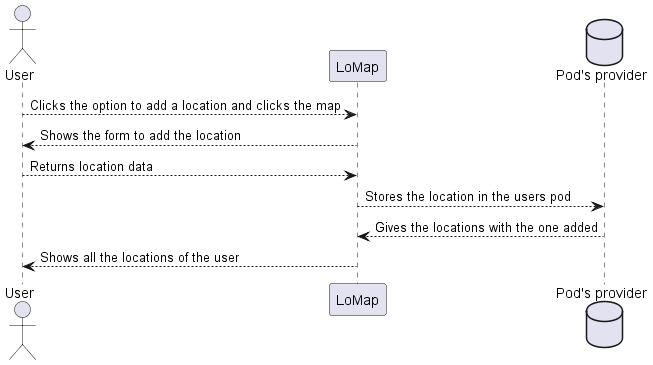 User
LoMap
Pod's provider
Clicks the option to add a location and clicks the map
Shows the form to add the location
Returns location data
Stores the location in the users pod
Gives the locations with the one added
Shows all the locations of the user
User
LoMap
Pod's provider